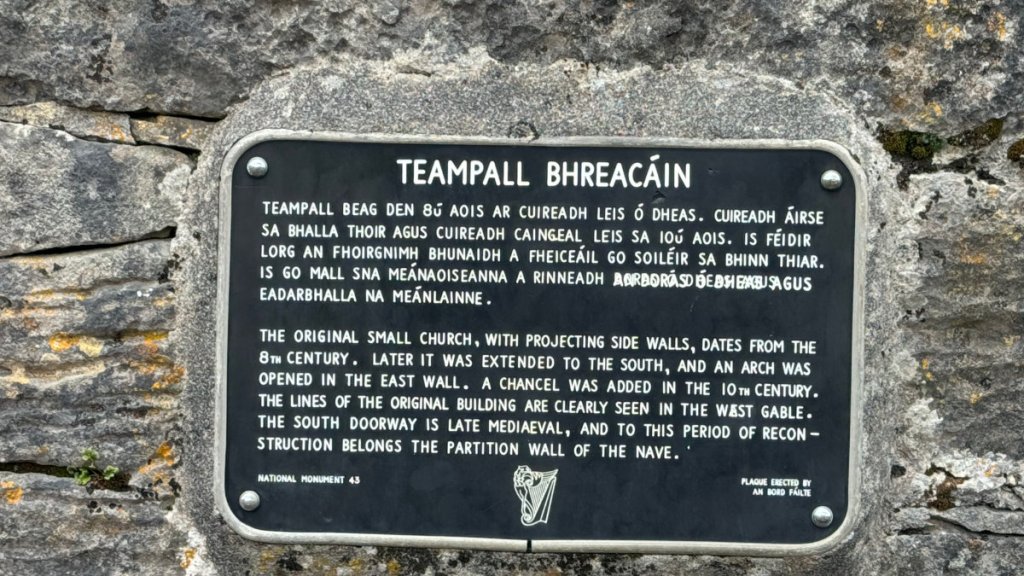 TEAMPALL BHREACÁIN
TEAMPALL BEAG DEN 8Ú AOIS AR CUIREADH LEIS Ó DHEAS. CUIREADH ÁIRSE
SA BHALLA THOIR AGUS CUIREADH CAINGEAL LEIS SA 10Ú AOIS. IS FÉIDIR
LORG AN FHOIRGNIMH BHUNAIDH A FHEICEÁIL GO SOILÉIR SA BHINN THIAR.
IS GO MALL SNA MEÁNAOISEANNA A RINNEADH AGUS
EADARBHALLA NA MEÁNLAINNE.
THE ORIGINAL SMALL CHURCH, WITH PROJECTING SIDE WALLS, DATES FROM THE
8TH CENTURY. LATER IT WAS EXTENDED TO THE SOUTH, AND AN ARCH WAS
OPENED IN THE EAST WALL. A CHANCEL WAS ADDED IN THE 10TH CENTURY.
THE LINES OF THE ORIGINAL BUILDING ARE CLEARLY SEEN IN THE WEST GABLE.
THE SOUTH DOORWAY IS LATE MEDIAEVAL, AND TO THIS PERIOD OF RECON-
STRUCTION BELONGS THE PARTITION WALL OF THE NAVE.
NATIONAL MONUMENT 43
PLAQUE ERECTED BY
AN BORD FÁILTE